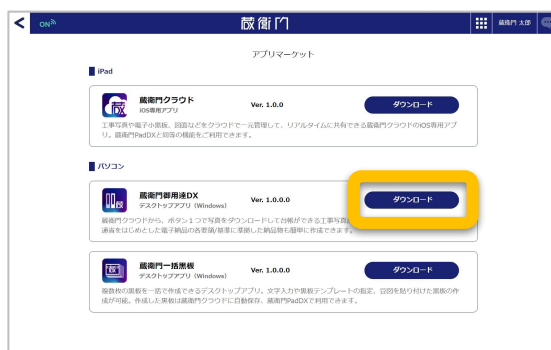 ON
蔵衛門
蔵衛門 太郎
アプリマーケット
iPad
蔵衛門クラウド
iOS専用アプリ
Ver. 1.0.0
ダウンロード
工事写真や電子小黒板、図面などをクラウドで一元管理して、リアルタイムに共有できる蔵衛門クラウドのiOS専用アプ
リ。蔵衛門PadDXと同等の機能をご利用できます。
パソコン
蔵衛門御用達DX
デスクトップアプリ (Windows)
Ver. 1.0.0.0
ダウンロード
蔵衛門クラウドから、ボタン1つで写真をダウンロードして台帳ができる工事写真
通省をはじめとした電子納品の各要領/基準に準拠した納品物も簡単に作成できます。
蔵衛門一括黒板
デスクトップアプリ (Windows)
Ver. 1.0.0.0
ダウンロード
複数枚の黒板を一括で作成できるデスクトップアプリ。文字入力や黒板テンプレートの指定、豆図を貼り付けた黒板の作
成が可能。作成した黒板は蔵衛門クラウドに自動保存、蔵衛門PadDXで利用できます。